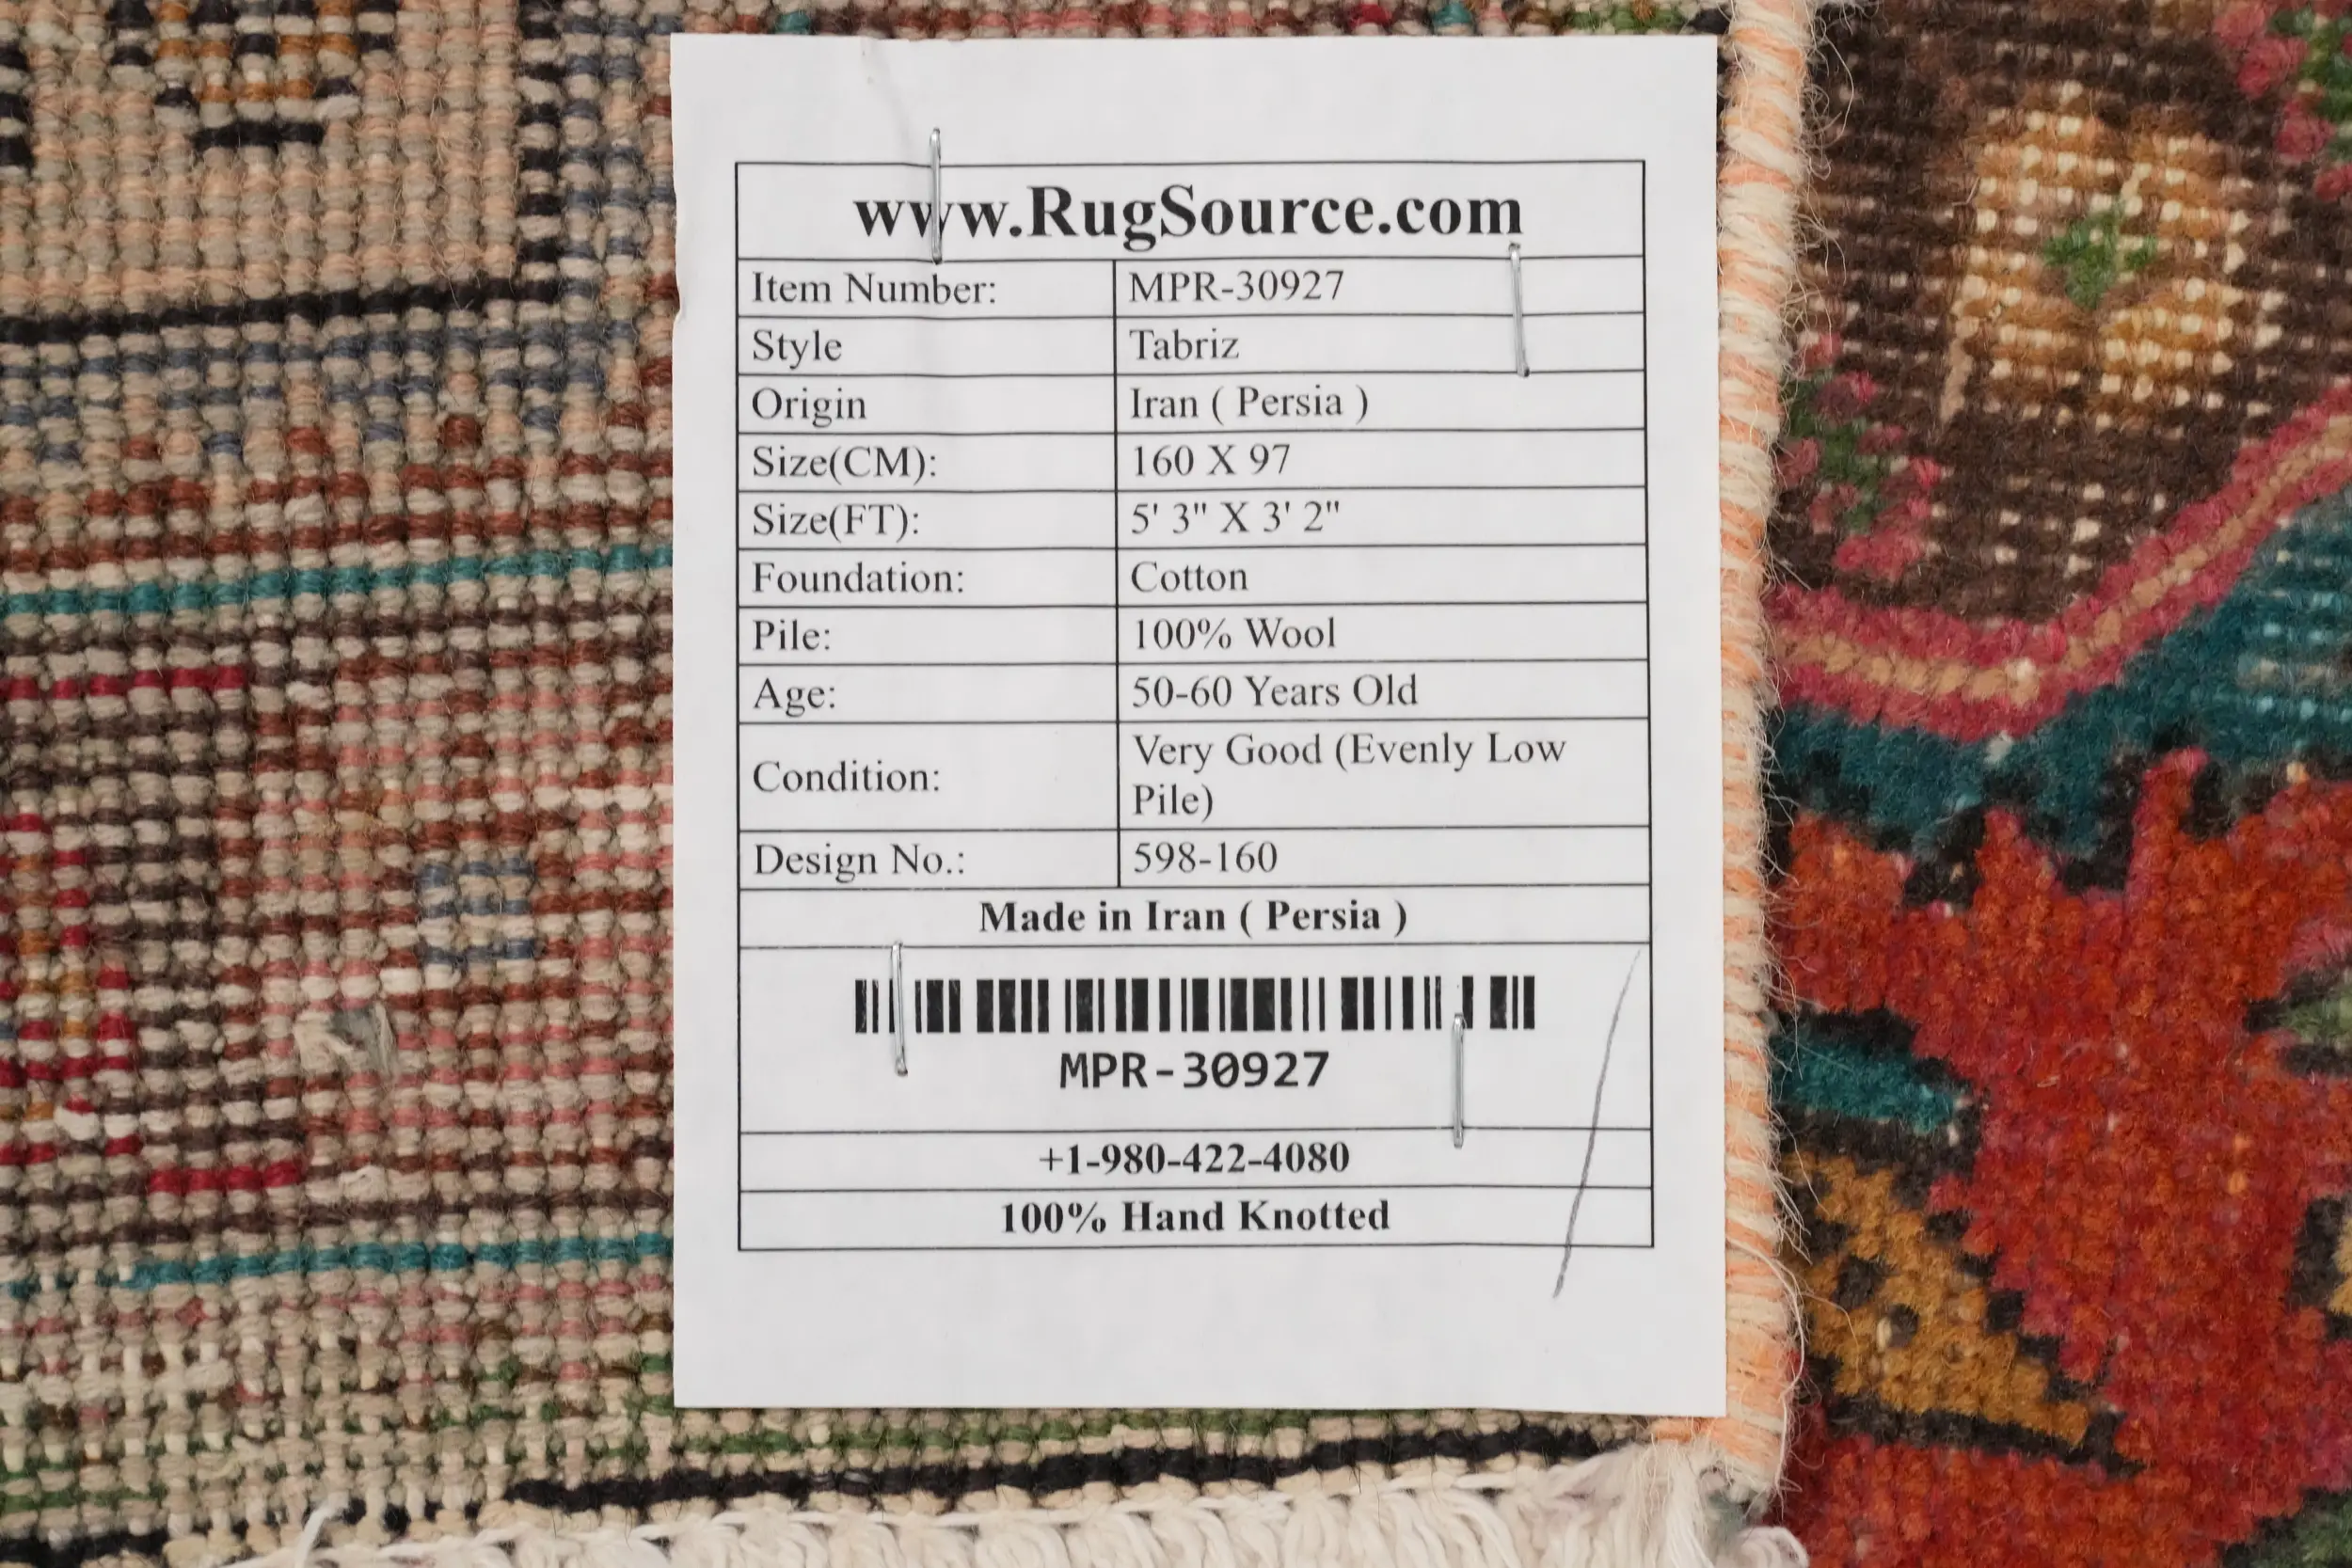 www.RugSource.com
Item Number: MPR-30927
Style Tabriz
Origin Iran ( Persia )
Size(CM): 160 X 97
Size(FT): 5' 3" X 3' 2"
Foundation: Cotton
Pile: 100% Wool
Age: 50-60 Years Old
Condition: Very Good (Evenly Low
Pile)
Design No.: 598-160
Made in Iran ( Persia )
MPR-30927
+1-980-422-4080
100% Hand Knotted